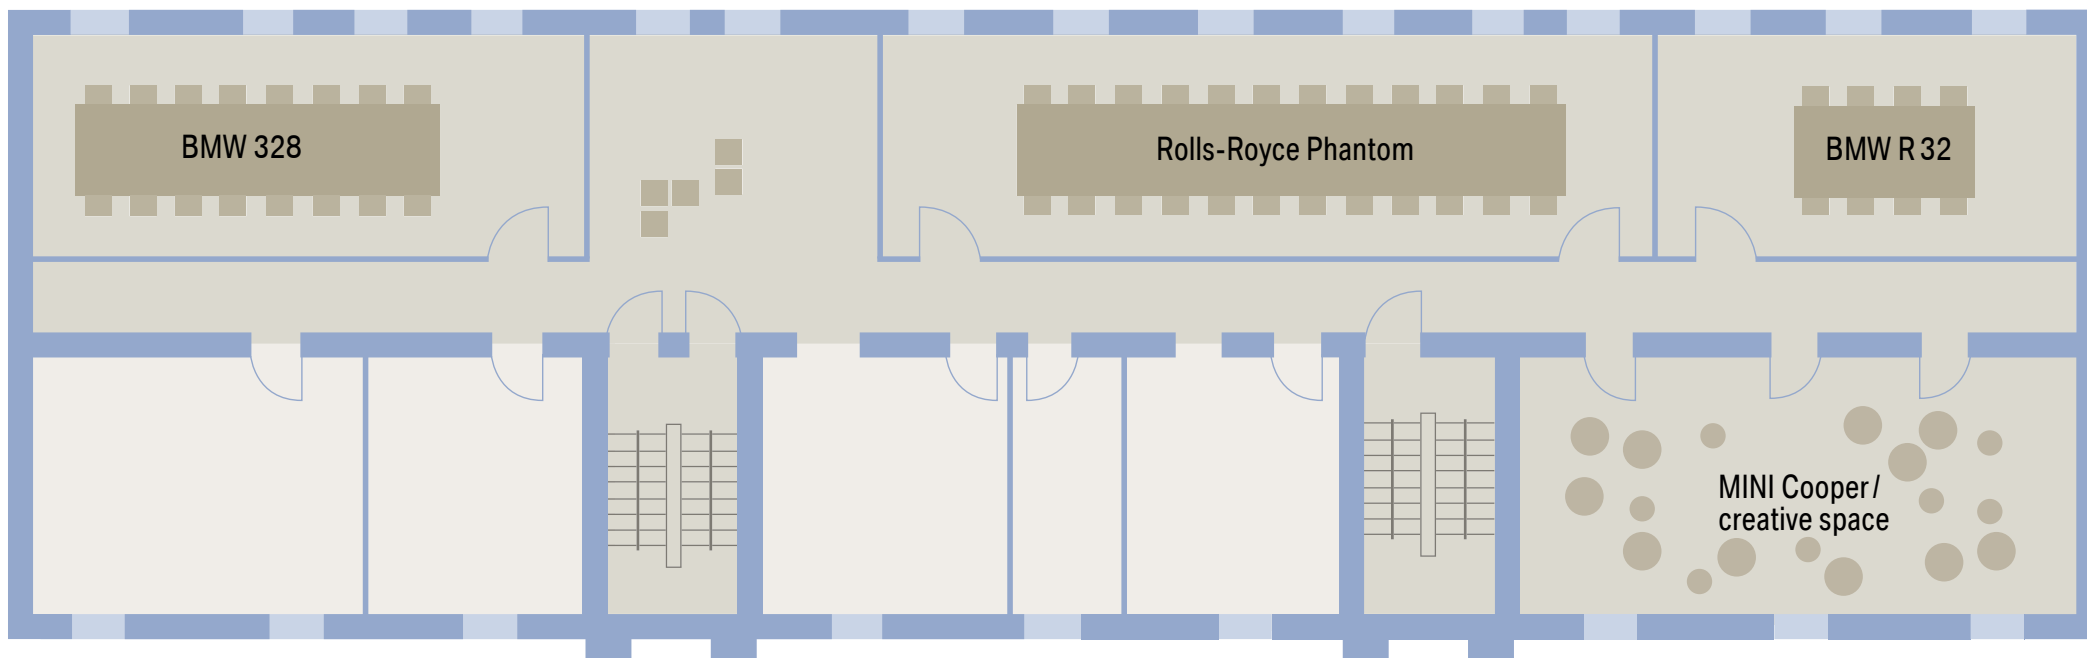 BMW 328
Rolls-Royce Phantom
BMW R 32
MINI Cooper /
creative space